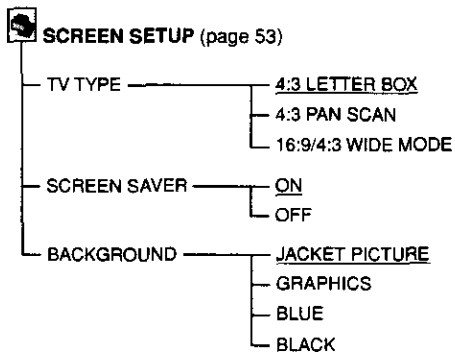 SCREEN SETUP (page 53)
TV TYPE
4:3 LETTER BOX
4:3 PAN SCAN
16:9/4:3 WIDE MODE
SCREEN SAVER
ON
OFF
BACKGROUND
JACKET PICTURE
GRAPHICS
BLUE
BLACK